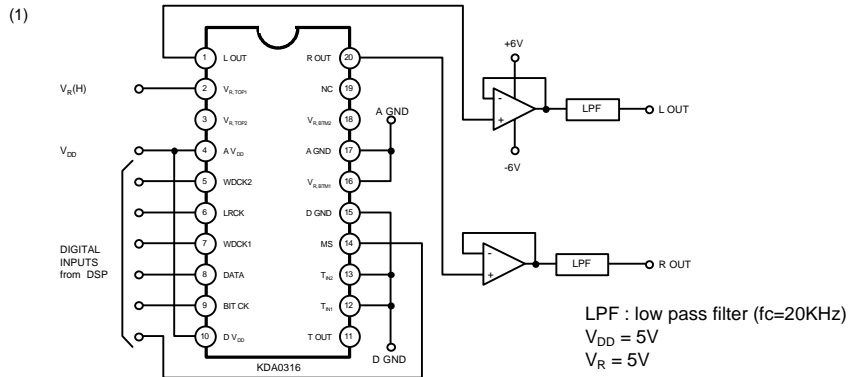 (1)
+6V
1 L OUT R OUT 20
V_R(H) 2 V_R,TOP1 NC 19
- + LPF L OUT
A GND
3 V_R,TOP2 V_R,BTM2 18
V_DD 4 A V_DD A GND 17
-6V
5 WDCK2 V_R,BTM1 16
6 LRCK D GND 15
DIGITAL
INPUTS
from DSP
7 WDCK1 MS 14
- + LPF R OUT
8 DATA T_IN2 13
9 BIT CK T_IN1 12
10 D V_DD T OUT 11
D GND
KDA0316
LPF : low pass filter (fc=20KHz)
V_DD = 5V
V_R = 5V